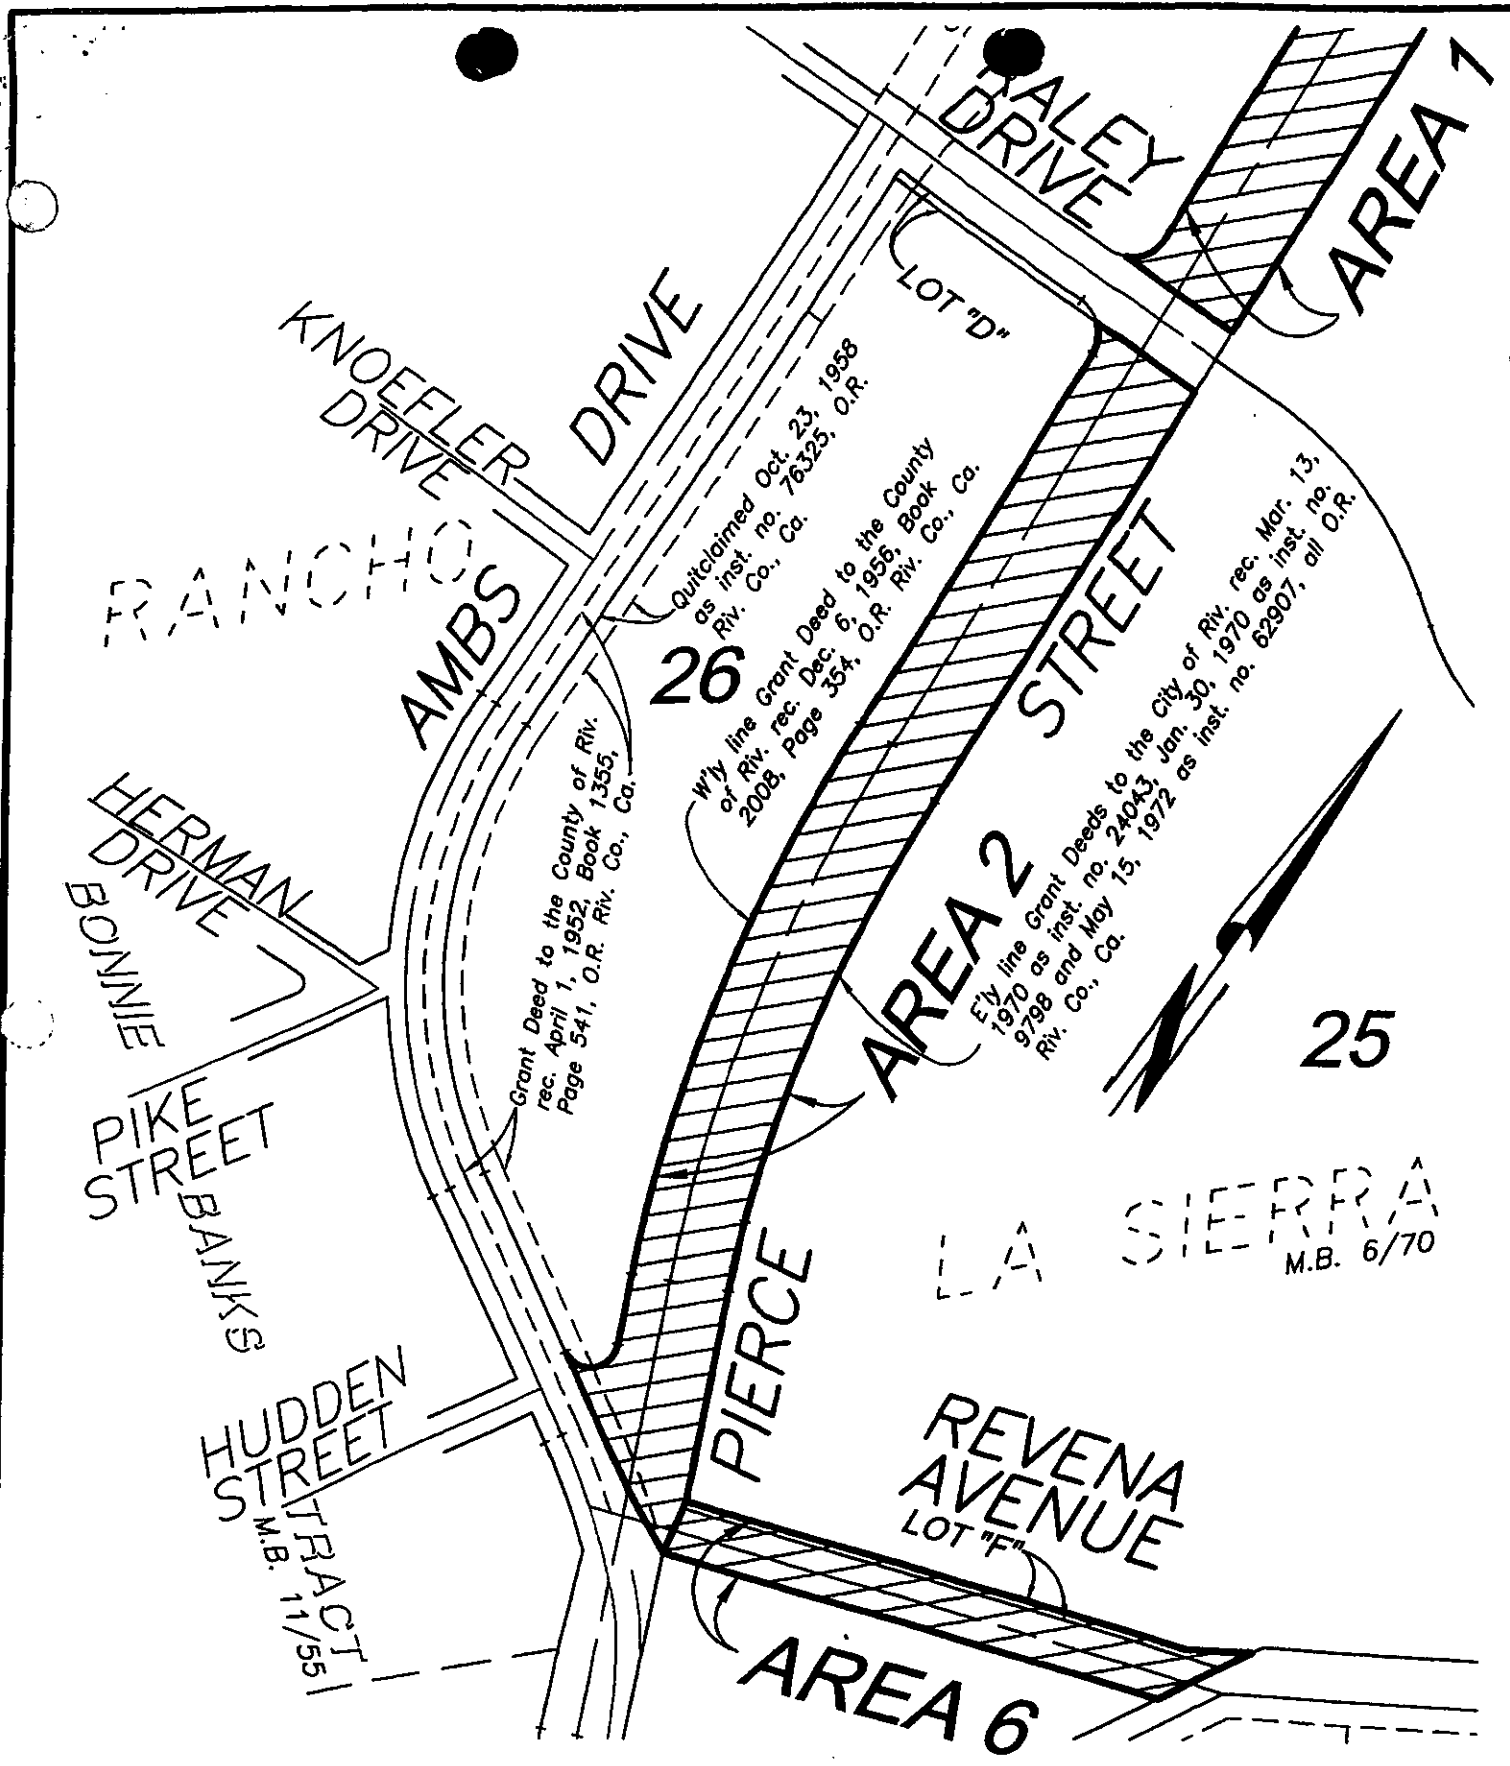 RALEY
DRIVE
AREA 1
LOT "D"
KNOEFLER
DRIVE
AMBS DRIVE
Quitclaimed Oct. 23, 1958
as inst. no. 76325, O.R.
Riv. Co., Ca.
26
W'ly line Grant Deed to the County
of Riv. rec. Dec. 6, 1956, Book
2008, Page 354, O.R. Riv. Co., Ca.
RANCHO
Grant Deed to the County of Riv.
rec. April 1, 1952, Book 1355,
Page 541, O.R. Riv. Co., Ca.
PIERCE STREET
AREA 2
E'ly line Grant Deeds to the City of Riv. rec. Mar. 13,
1970 as inst. no. 24043, Jan. 30, 1970 as inst. no.
9798 and May 15, 1972 as inst. no. 62907, all O.R.
Riv. Co., Ca.
HERMAN
DRIVE
BONNIE
BANKS
TRACT
M.B. 11/55
PIKE
STREET
25
LA SIERRA
M.B. 6/70
HUDDEN
STREET
REVENA
AVENUE
LOT "F"
AREA 6